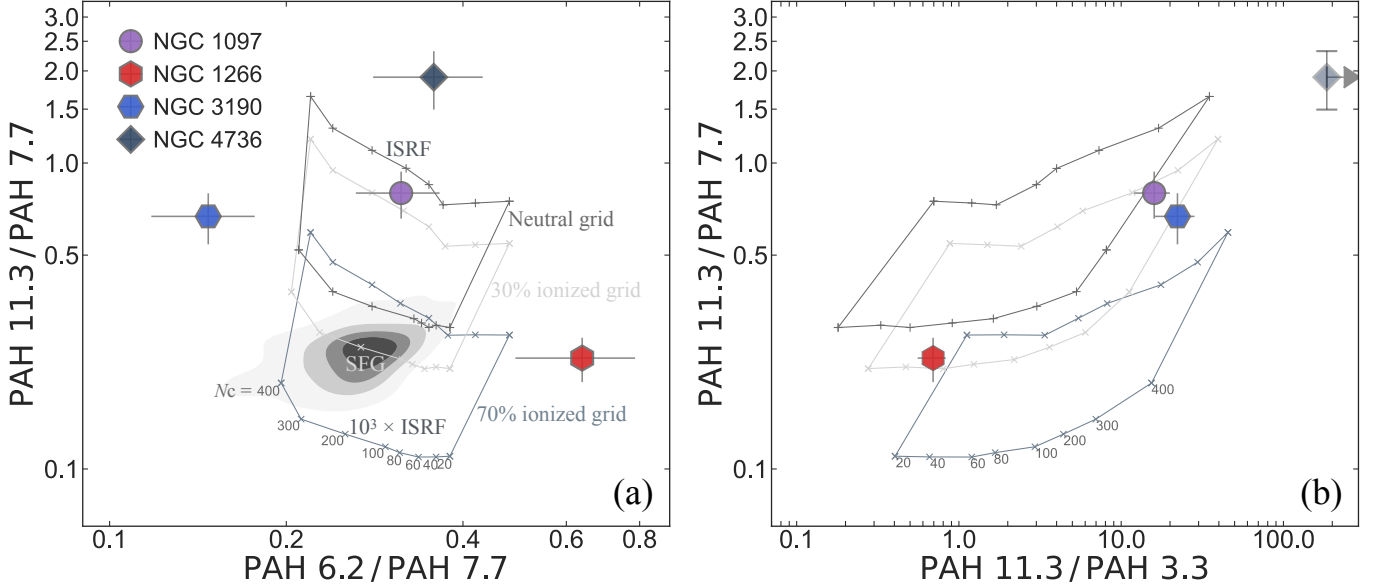 3.0
2.5
2.0
1.5
1.0
0.5
0.1
PAH 11.3 / PAH 7.7
NGC 1097
NGC 1266
NGC 3190
NGC 4736
ISRF
Neutral grid
30% ionized grid
SFG
Nc = 400
70% ionized grid
10³ × ISRF
300
200
100
80
60
40
20
(a)
0.1
0.2
0.4
0.6
0.8
PAH 6.2 / PAH 7.7
3.0
2.5
2.0
1.5
1.0
0.5
0.1
PAH 11.3 / PAH 7.7
400
300
200
100
80
60
40
20
(b)
0.1
1.0
10.0
100.0
PAH 11.3 / PAH 3.3